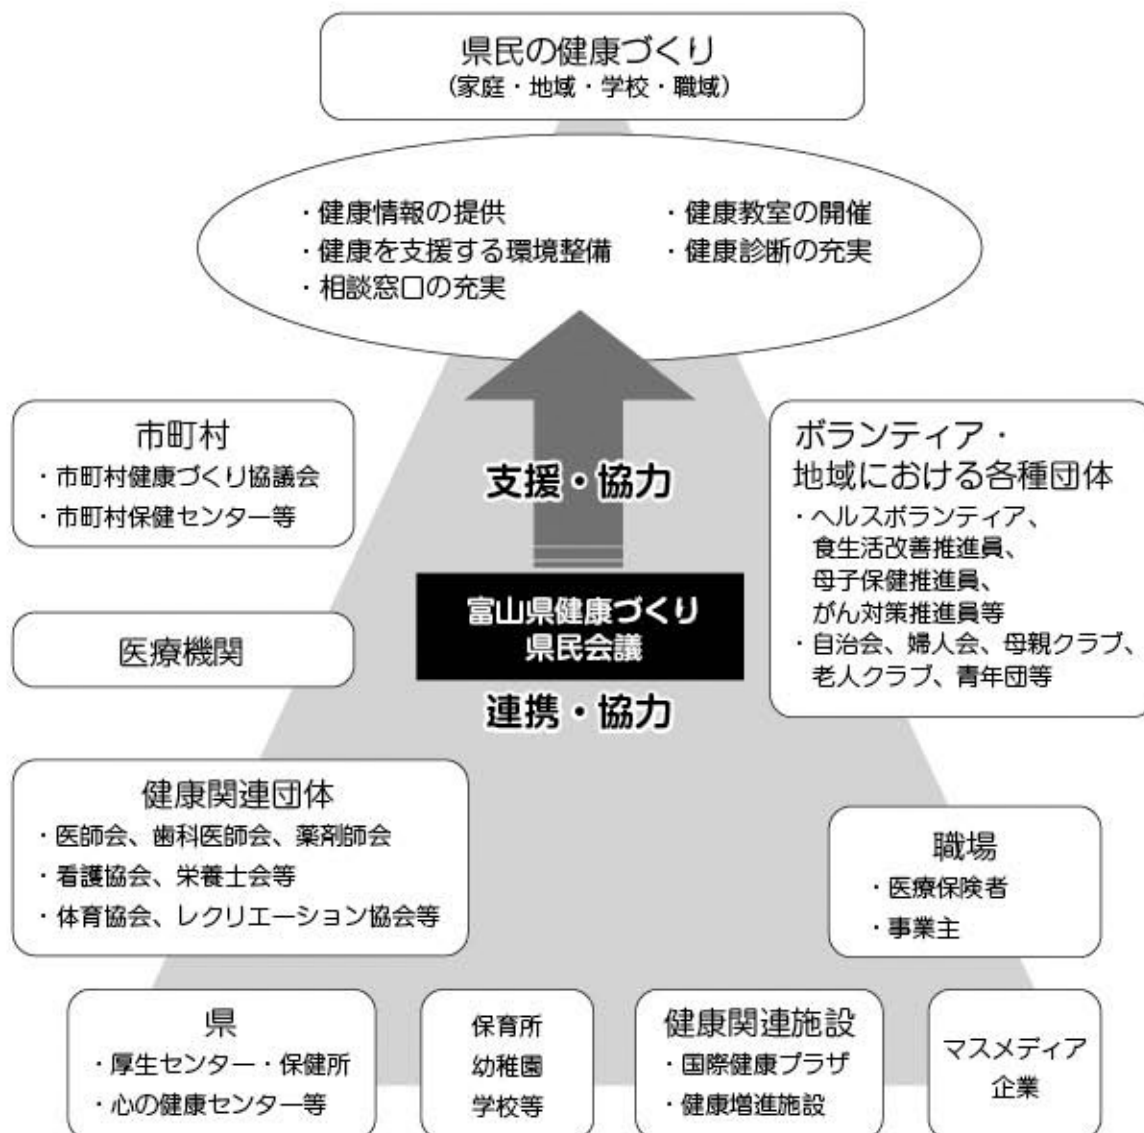 県民の健康づくり
(家庭・地域・学校・職域)
・健康情報の提供
・健康を支援する環境整備
・相談窓口の充実
・健康教室の開催
・健康診断の充実
支援・協力
富山県健康づくり
県民会議
連携・協力
市町村
・市町村健康づくり協議会
・市町村保健センター等
医療機関
健康関連団体
・医師会、歯科医師会、薬剤師会
・看護協会、栄養士会等
・体育協会、レクリエーション協会等
ボランティア・
地域における各種団体
・ヘルスボランティア、
食生活改善推進員、
母子保健推進員、
がん対策推進員等
・自治会、婦人会、母親クラブ、
老人クラブ、青年団等
職場
・医療保険者
・事業主
県
・厚生センター・保健所
・心の健康センター等
保育所
幼稚園
学校等
健康関連施設
・国際健康プラザ
・健康増進施設
マスメディア
企業